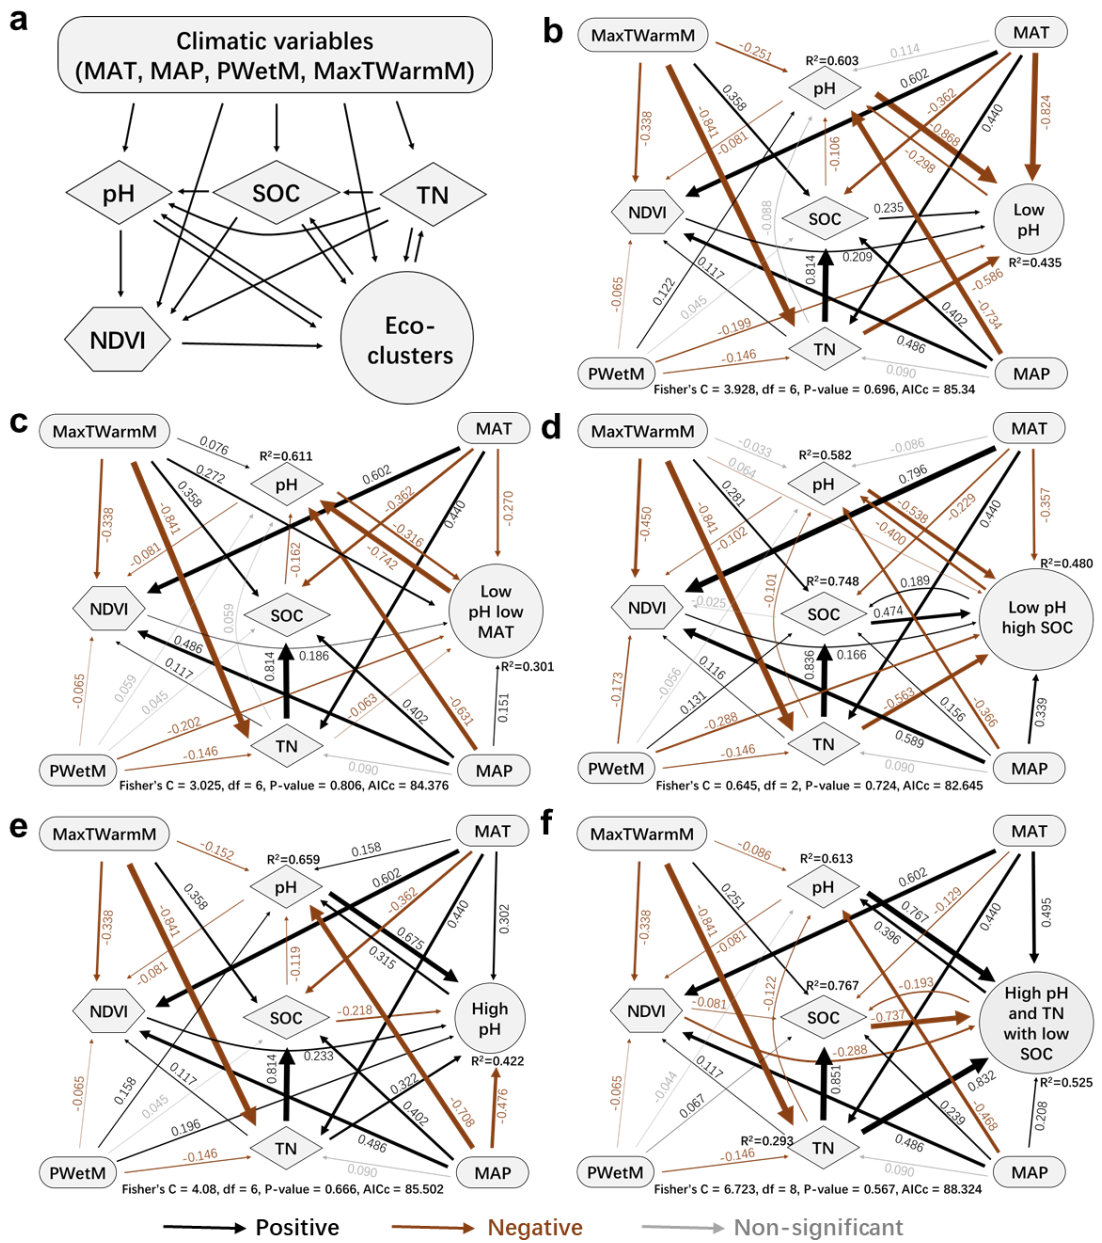 a
Climatic variables
(MAT, MAP, PWetM, MaxTWarmM)
pH
SOC
TN
NDVI
Eco-
clusters
b
MaxTWarmM
MAT
-0.251
0.114
R²=0.603
pH
0.602
-0.338
-0.841
0.358
-0.081
-0.106
-0.362
-0.868
-0.298
0.440
-0.824
NDVI
-0.088
SOC
0.235
Low
pH
R²=0.435
0.209
0.814
0.117
-0.065
0.122
0.045
-0.199
-0.146
-0.586
-0.734
0.402
0.486
TN
0.090
PWetM
MAP
Fisher's C = 3.928, df = 6, P-value = 0.696, AICc = 85.34
c
MaxTWarmM
MAT
0.076
R²=0.611
0.272
pH
0.602
0.358
-0.338
-0.841
-0.081
-0.162
-0.362
-0.316
-0.742
0.440
-0.270
NDVI
0.059
SOC
Low
pH low
MAT
R²=0.301
0.486
0.186
0.814
0.117
-0.065
0.059
0.045
-0.202
-0.146
-0.063
-0.631
0.402
0.151
TN
0.090
PWetM
MAP
Fisher's C = 3.025, df = 6, P-value = 0.806, AICc = 84.376
d
MaxTWarmM
MAT
-0.033
-0.086
R²=0.582
0.064
pH
0.796
0.281
-0.450
-0.841
-0.102
-0.538
-0.400
-0.229
0.440
-0.357
R²=0.480
-0.101
R²=0.748
0.189
NDVI
-0.025
SOC
0.474
Low pH
high SOC
0.166
0.836
-0.056
0.116
0.131
-0.173
-0.288
-0.146
-0.563
-0.366
0.156
0.589
0.339
TN
0.090
PWetM
MAP
Fisher's C = 0.645, df = 2, P-value = 0.724, AICc = 82.645
e
MaxTWarmM
MAT
-0.152
0.158
R²=0.659
pH
0.602
0.358
-0.338
-0.841
-0.081
-0.119
-0.362
0.675
0.315
0.440
0.302
NDVI
SOC
-0.218
High
pH
R²=0.422
0.233
0.814
0.117
-0.065
0.158
0.045
0.196
-0.146
0.322
-0.708
0.402
0.486
-0.476
TN
0.090
PWetM
MAP
Fisher's C = 4.08, df = 6, P-value = 0.666, AICc = 85.502
f
MaxTWarmM
MAT
-0.086
R²=0.613
pH
0.602
0.251
-0.338
-0.841
-0.081
-0.129
0.767
0.396
0.440
0.495
-0.122
R²=0.767
-0.193
NDVI
-0.081
SOC
-0.737
High pH
and TN
with low
SOC
R²=0.525
-0.288
0.851
0.832
-0.044
0.117
0.067
-0.065
-0.146
0.239
-0.468
0.486
0.208
R²=0.293
TN
0.090
PWetM
MAP
Fisher's C = 6.723, df = 8, P-value = 0.567, AICc = 88.324
Positive
Negative
Non-significant